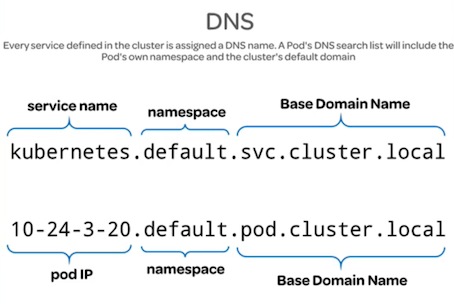 DNS
Every service defined in the cluster is assigned a DNS name. A Pod's DNS search list will include the
Pod's own namespace and the cluster's default domain
service name
namespace
Base Domain Name
kubernetes.default.svc.cluster.local
10-24-3-20.default.pod.cluster.local
pod IP
namespace
Base Domain Name